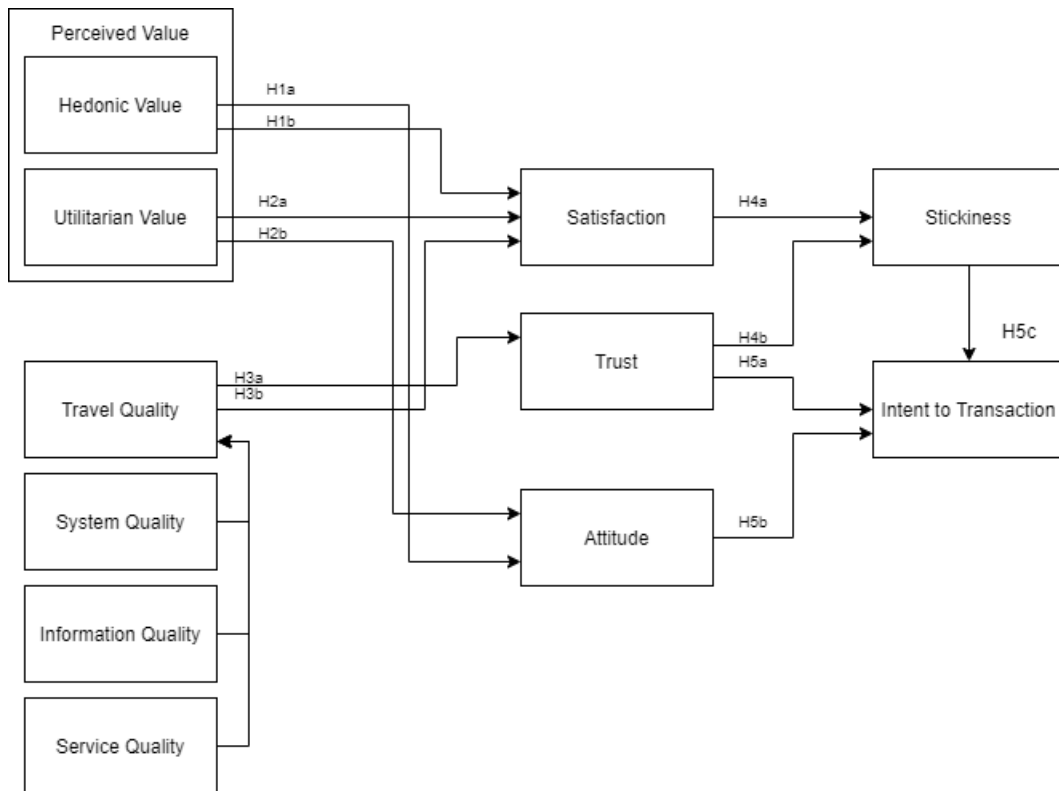 Perceived Value
Hedonic Value
H1a
H1b
Utilitarian Value
H2a
H2b
Satisfaction
H4a
Stickiness
Travel Quality
H3a
H3b
Trust
H4b
H5a
H5c
Intent to Transaction
System Quality
Attitude
H5b
Information Quality
Service Quality